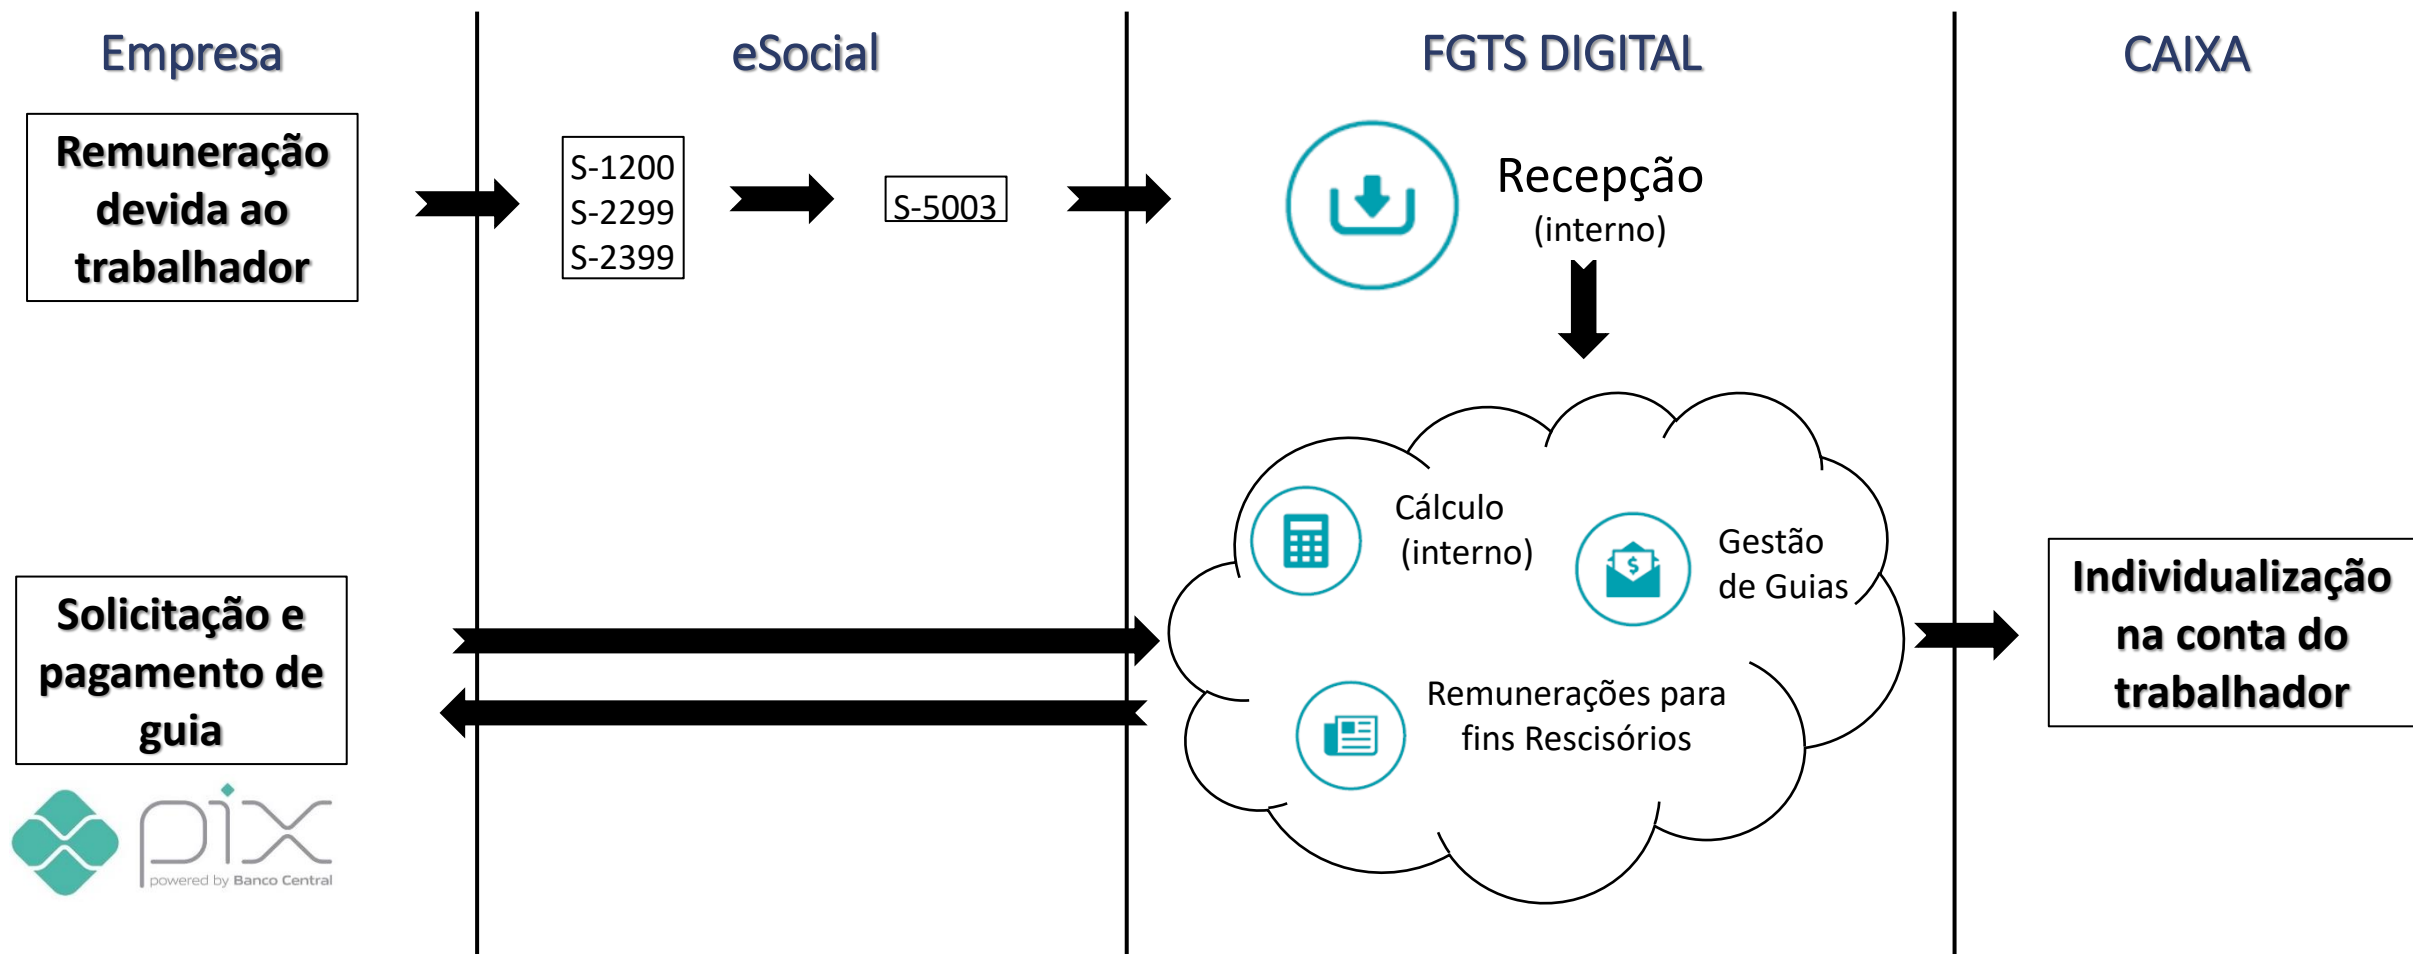 Empresa
eSocial
FGTS DIGITAL
CAIXA
Remuneração
devida ao
trabalhador
S-1200
S-2299
S-2399
S-5003
Recepção
(interno)
Cálculo
(interno)
Gestão
de Guias
Remunerações para
fins Rescisórios
Solicitação e
pagamento de
guia
pix
powered by Banco Central
Individualização
na conta do
trabalhador